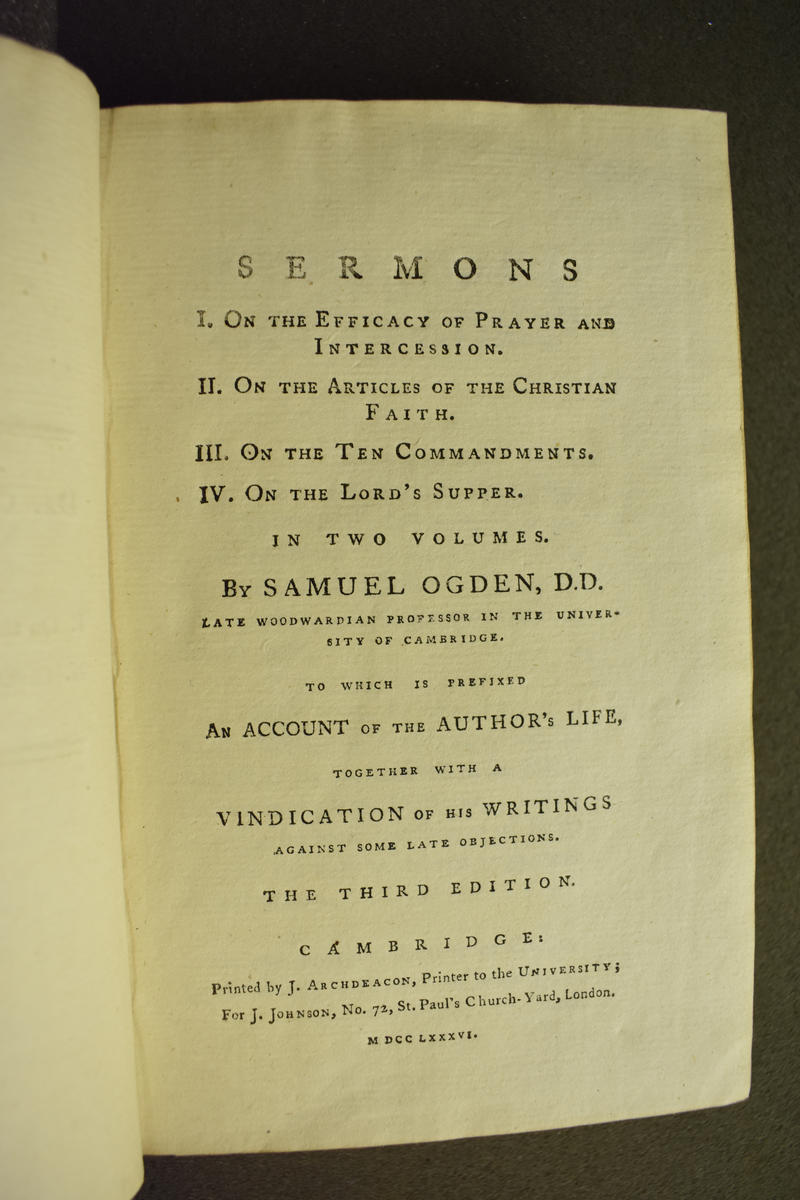 SERMONS
I. ON THE EFFICACY OF PRAYER AND
INTERCESSION.
II. ON THE ARTICLES OF THE CHRISTIAN
FAITH.
III. ON THE TEN COMMANDMENTS.
IV. ON THE LORD'S SUPPER.
IN TWO VOLUMES.
BY SAMUEL OGDEN, D.D.
LATE WOODWARDIAN PROFESSOR IN THE UNIVER-
SITY OF CAMBRIDGE.
TO WHICH IS PREFIXED
AN ACCOUNT OF THE AUTHOR'S LIFE,
TOGETHER WITH A
VINDICATION OF HIS WRITINGS
AGAINST SOME LATE OBJECTIONS.
THE THIRD EDITION.
CAMBRIDGE:
Printed by J. ARCHDEACON, Printer to the UNIVERSITY;
For J. JOHNSON, No. 72, St. Paul's Church-Yard, London.
M DCC LXXXVI.